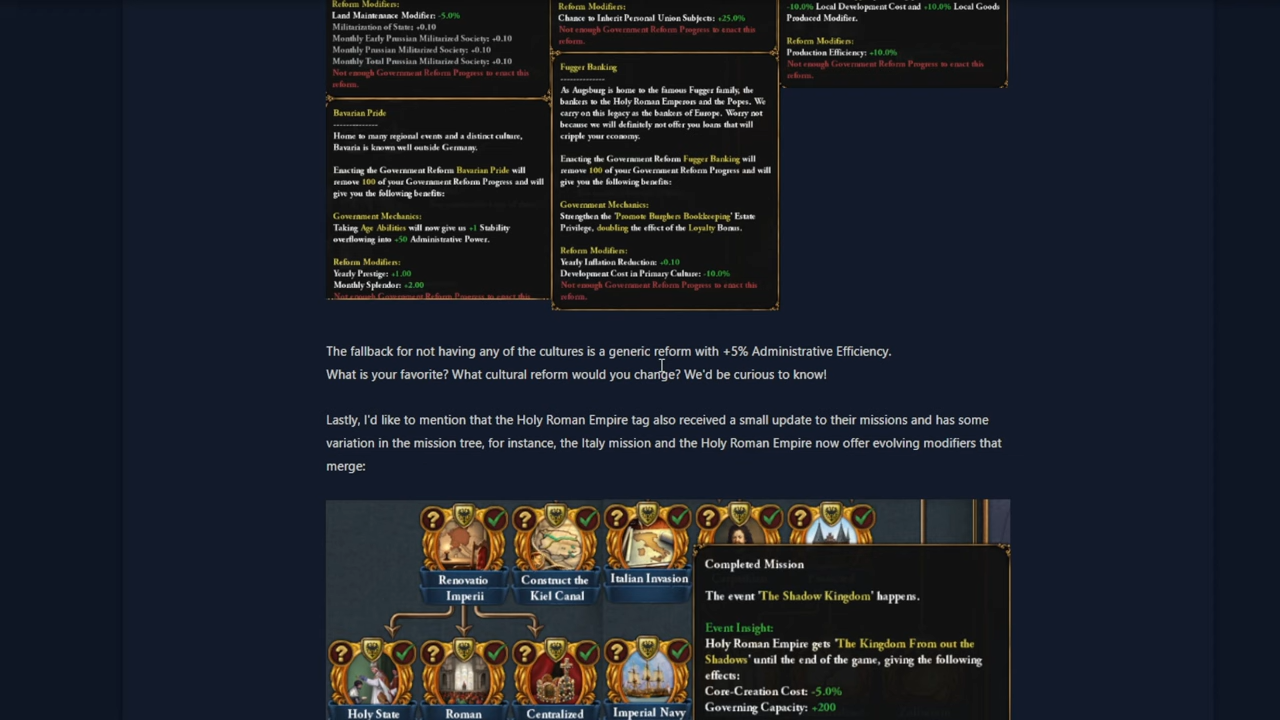 Reform Modifiers:
Land Maintenance Modifier: -5.0%
Militarization of State: +0.10
Monthly Early Prussian Militarized Society: +0.10
Monthly Prussian Militarized Society: +0.10
Monthly Total Prussian Militarized Society: +0.10
Not enough Government Reform Progress to enact this
reform.
Bavarian Pride
--------------
Home to many regional events and a distinct culture,
Bavaria is known well outside Germany.
Enacting the Government Reform Bavarian Pride will
remove 100 of your Government Reform Progress and will
give you the following benefits:
Government Mechanics:
Taking Age Abilities will now give us +1 Stability
overflowing into +50 Administrative Power.
Reform Modifiers:
Yearly Prestige: +1.00
Monthly Splendor: +2.00
Not enough Government Reform Progress to enact this
Reform Modifiers:
Chance to Inherit Personal Union Subjects: +25.0%
Not enough Government Reform Progress to enact this
reform.
Fugger Banking
--------------
As Augsburg is home to the famous Fugger family, the
bankers to the Holy Roman Emperors and the Popes. We
carry on this legacy as the bankers of Europe. Worry not
because we will definitely not offer you loans that will
cripple your economy.
Enacting the Government Reform Fugger Banking will
remove 100 of your Government Reform Progress and will
give you the following benefits:
Government Mechanics:
Strengthen the 'Promote Burghers Bookkeeping' Estate
Privilege, doubling the effect of the Loyalty Bonus.
Reform Modifiers:
Yearly Inflation Reduction: +0.10
Development Cost in Primary Culture: -10.0%
Not enough Government Reform Progress to enact this
reform.
-10.0% Local Development Cost and +10.0% Local Goods
Produced Modifier.
Reform Modifiers:
Production Efficiency: +10.0%
Not enough Government Reform Progress to enact this
reform.
The fallback for not having any of the cultures is a generic reform with +5% Administrative Efficiency.
What is your favorite? What cultural reform would you change? We'd be curious to know!
Lastly, I'd like to mention that the Holy Roman Empire tag also received a small update to their missions and has some
variation in the mission tree, for instance, the Italy mission and the Holy Roman Empire now offer evolving modifiers that
merge:
Renovatio
Imperii
Construct the
Kiel Canal
Italian Invasion
Holy State
Roman
Centralized
Imperial Navy
Completed Mission
The event 'The Shadow Kingdom' happens.
Event Insight:
Holy Roman Empire gets 'The Kingdom From out the
Shadows' until the end of the game, giving the following
effects:
Core-Creation Cost: -5.0%
Governing Capacity: +200